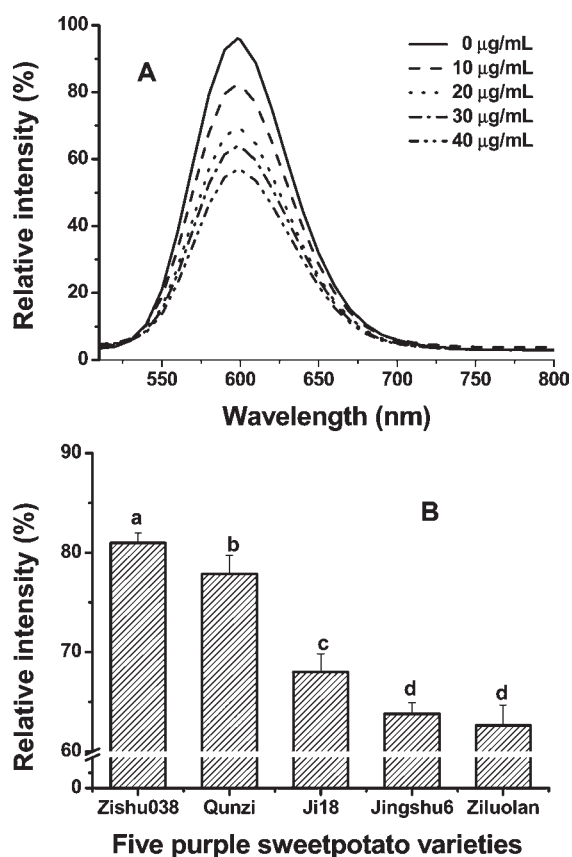 A
0 μg/mL
10 μg/mL
20 μg/mL
30 μg/mL
40 μg/mL
Relative intensity (%)
100
80
60
40
20
0
550 600 650 700 750 800
Wavelength (nm)
B
Relative intensity (%)
90
80
70
60
0
a
b
c
d
d
Zishu038 Qunzi Ji18 Jingshu6 Ziluolan
Five purple sweetpotato varieties